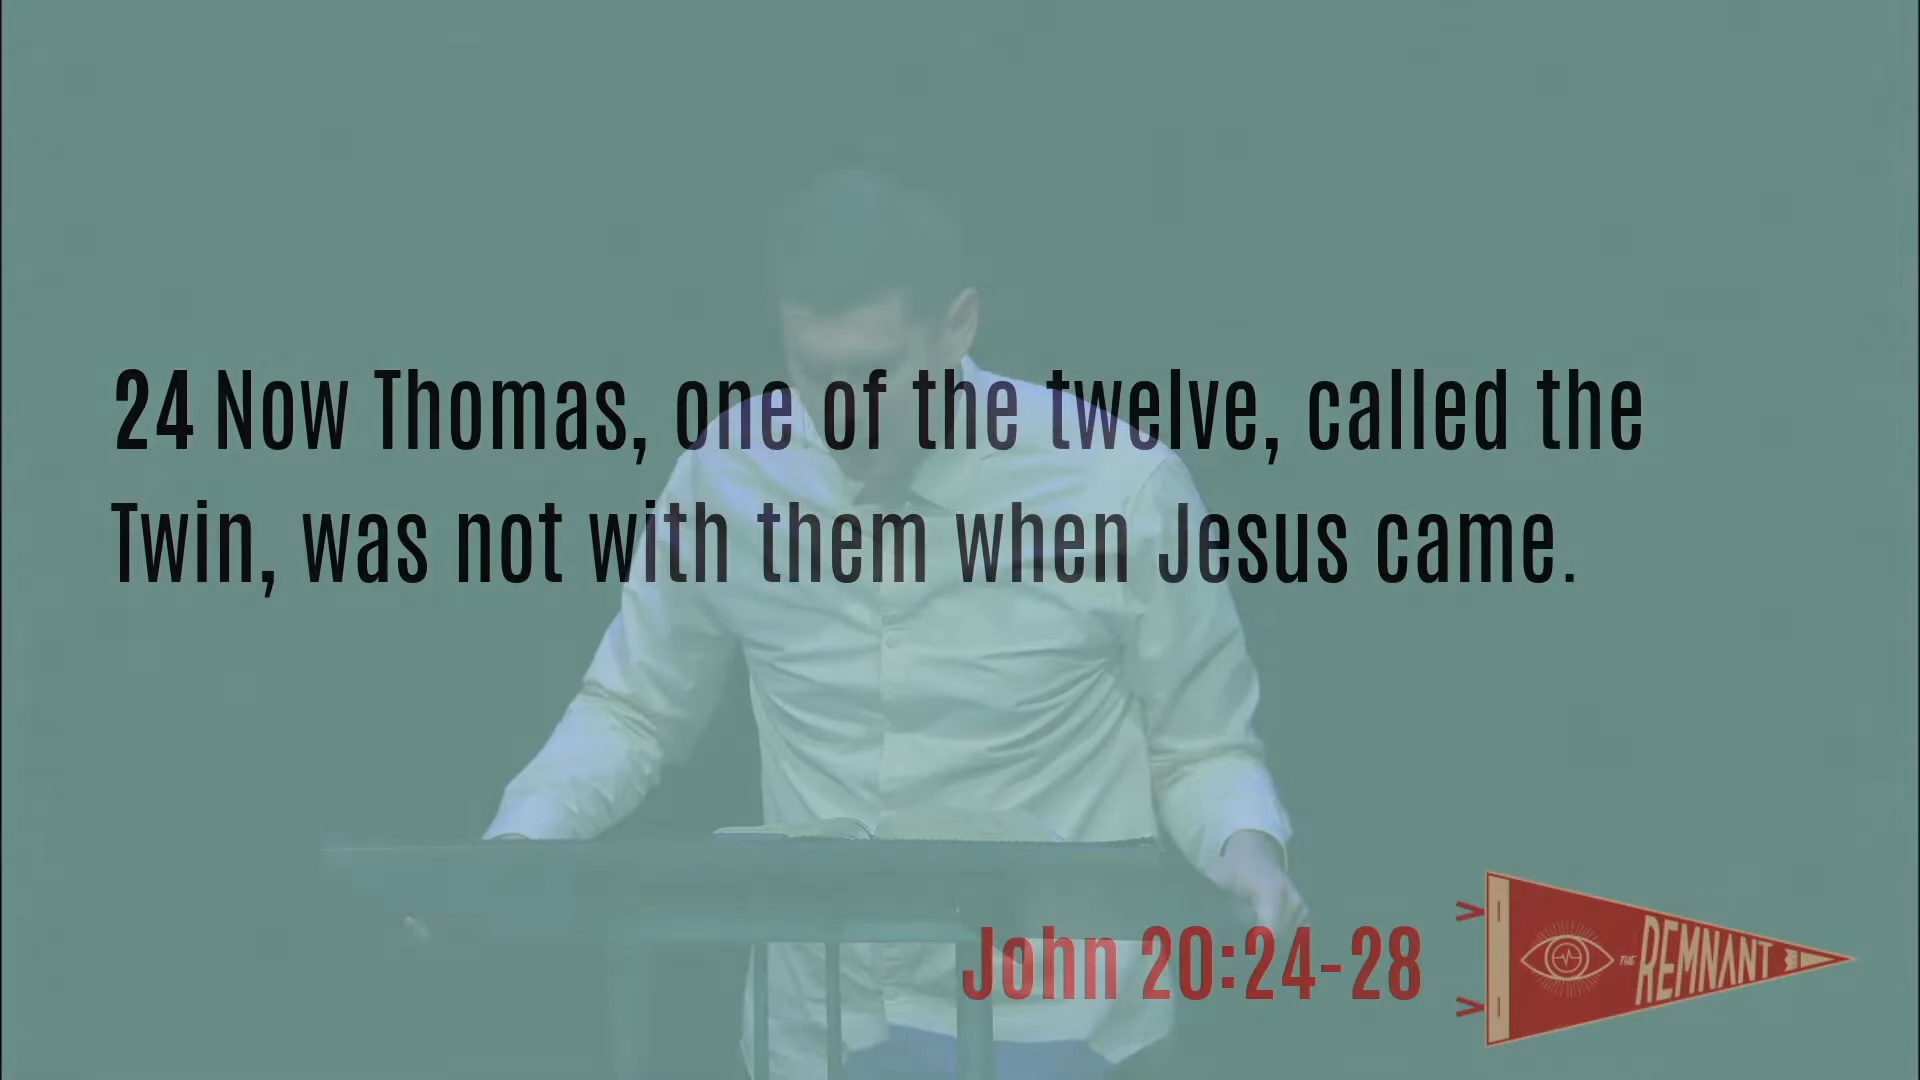 24 Now Thomas, one of the twelve, called the
Twin, was not with them when Jesus came.
John 20:24-28
THE REMNANT